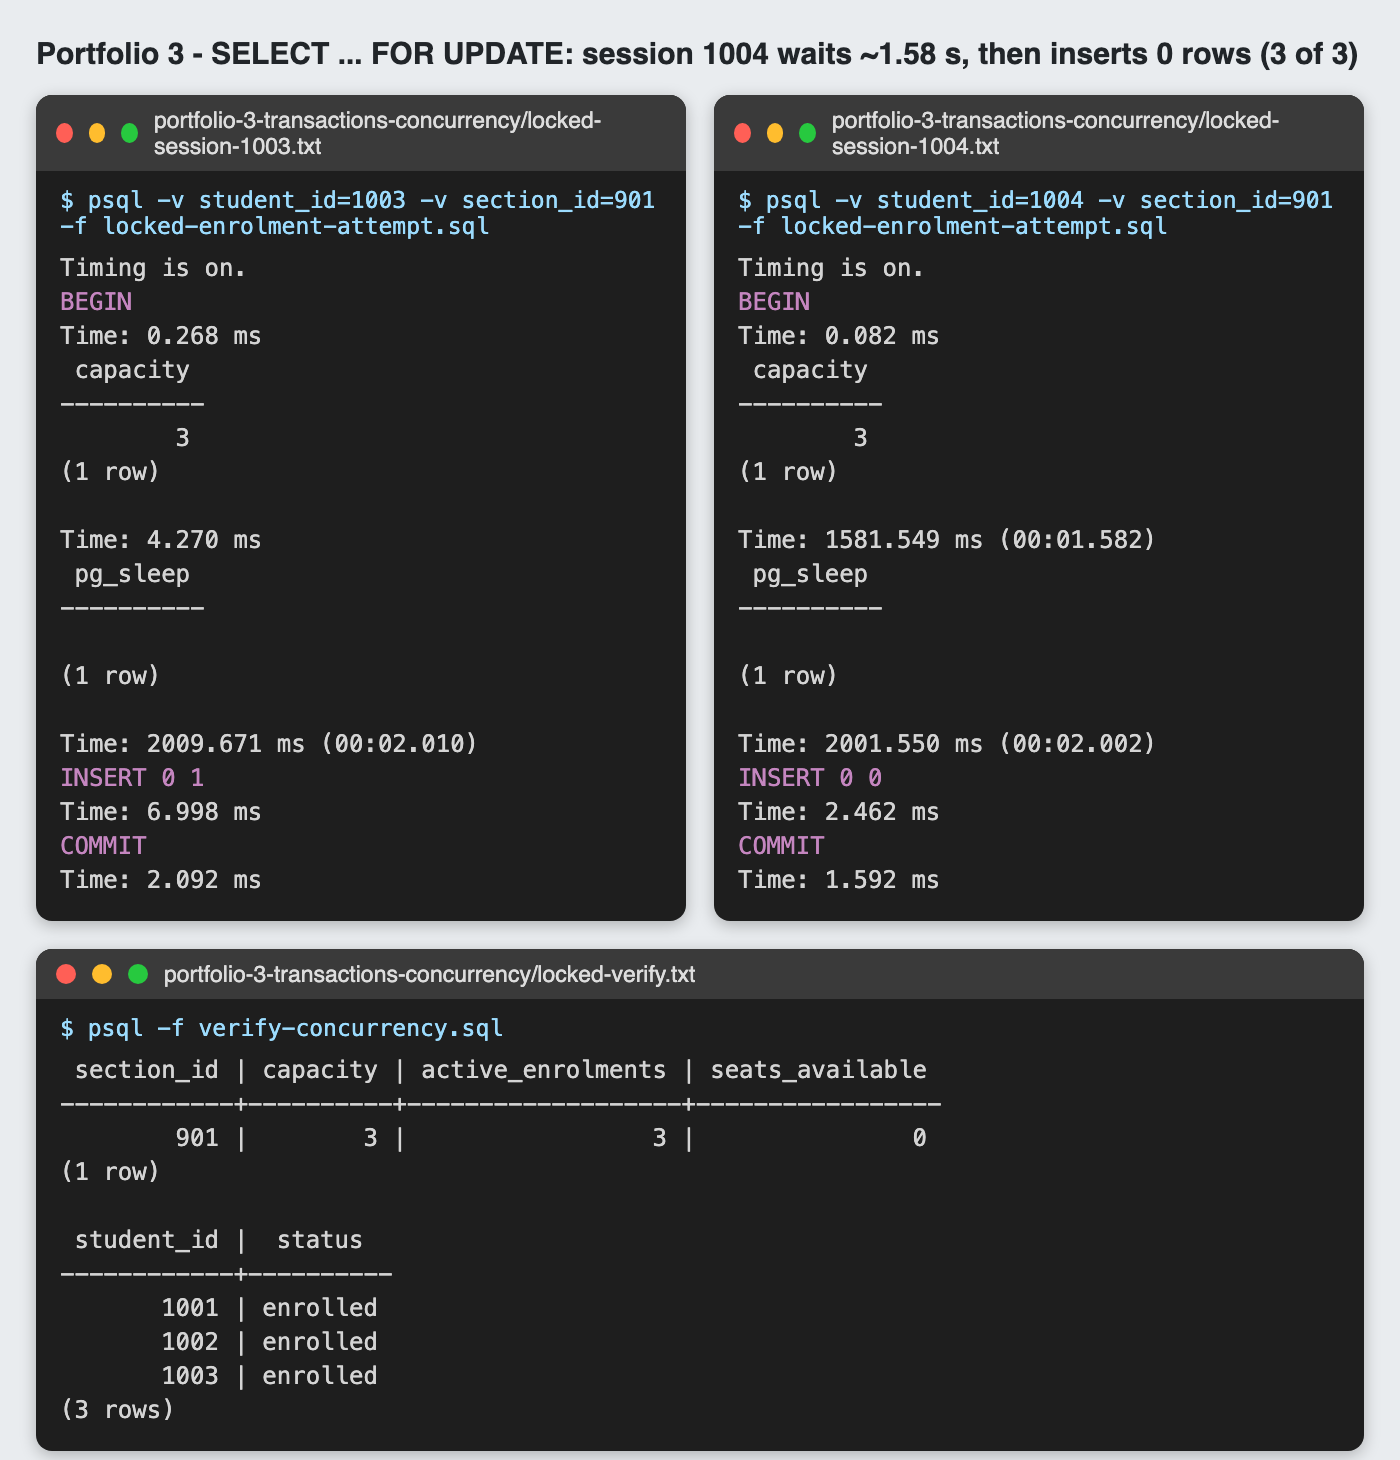 Portfolio 3 - SELECT ... FOR UPDATE: session 1004 waits ~1.58 s, then inserts 0 rows (3 of 3)
portfolio-3-transactions-concurrency/locked-
session-1003.txt
$ psql -v student_id=1003 -v section_id=901
-f locked-enrolment-attempt.sql
Timing is on.
BEGIN
Time: 0.268 ms
 capacity
----------
        3
(1 row)

Time: 4.270 ms
 pg_sleep
----------

(1 row)

Time: 2009.671 ms (00:02.010)
INSERT 0 1
Time: 6.998 ms
COMMIT
Time: 2.092 ms
portfolio-3-transactions-concurrency/locked-
session-1004.txt
$ psql -v student_id=1004 -v section_id=901
-f locked-enrolment-attempt.sql
Timing is on.
BEGIN
Time: 0.082 ms
 capacity
----------
        3
(1 row)

Time: 1581.549 ms (00:01.582)
 pg_sleep
----------

(1 row)

Time: 2001.550 ms (00:02.002)
INSERT 0 0
Time: 2.462 ms
COMMIT
Time: 1.592 ms
portfolio-3-transactions-concurrency/locked-verify.txt
$ psql -f verify-concurrency.sql
 section_id | capacity | active_enrolments | seats_available
------------+----------+-------------------+-----------------
        901 |        3 |                 3 |               0
(1 row)

 student_id |  status
------------+----------
       1001 | enrolled
       1002 | enrolled
       1003 | enrolled
(3 rows)